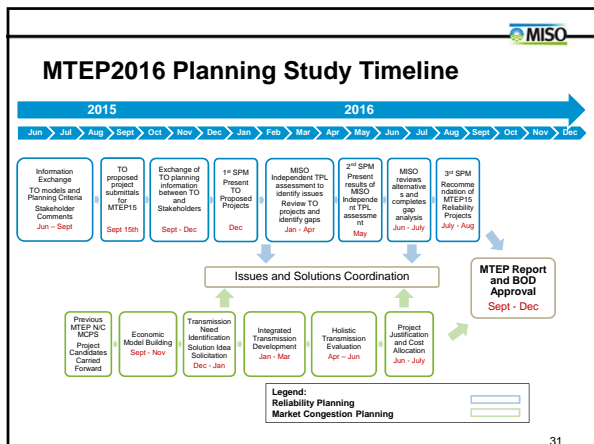 MISO
MTEP2016 Planning Study Timeline
2015
2016
Jun
Jul
Aug
Sept
Oct
Nov
Dec
Jan
Feb
Mar
Apr
May
Jun
Jul
Aug
Sept
Oct
Nov
Dec
Information
Exchange
TO models and
Planning Criteria
Stakeholder
Comments
Jun – Sept
TO
proposed
project
submittals
for
MTEP15
Sept 15th
Exchange of
TO planning
information
between TO
and
Stakeholders
Sept - Dec
1st SPM
Present
TO
Proposed
Projects
Dec
MISO
Independent TPL
assessment to
identify issues
Review TO
projects and
identify gaps
Jan - Apr
2nd SPM
Present
results of
MISO
Independe
nt TPL
assessme
nt
May
MISO
reviews
alternative
s and
completes
gap
analysis
Jun - July
3rd SPM
Recomme
ndation of
MTEP15
Reliability
Projects
July - Aug
Issues and Solutions Coordination
MTEP Report
and BOD
Approval
Sept - Dec
Previous
MTEP N/C
MCPS
Project
Candidates
Carried
Forward
Economic
Model Building
Sept - Nov
Transmission
Need
Identification
Solution Idea
Solicitation
Dec - Jan
Integrated
Transmission
Development
Jan - Mar
Holistic
Transmission
Evaluation
Apr – Jun
Project
Justification
and Cost
Allocation
Jun - July
Legend:
Reliability Planning
Market Congestion Planning
31